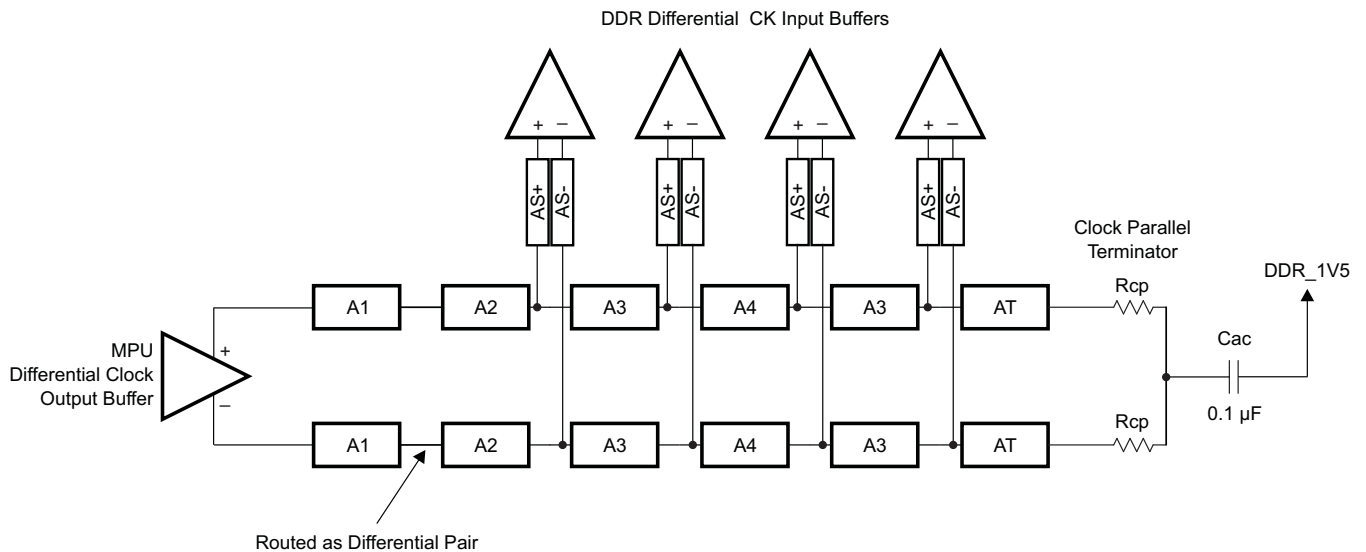 DDR Differential CK Input Buffers
+ –
+ –
+ –
+ –
AS+
AS-
AS+
AS-
AS+
AS-
AS+
AS-
Clock Parallel
Terminator
DDR_1V5
Rcp
A1
A2
A3
A4
A3
AT
MPU
Differential Clock
Output Buffer
+
–
Cac
0.1 µF
Rcp
A1
A2
A3
A4
A3
AT
Routed as Differential Pair